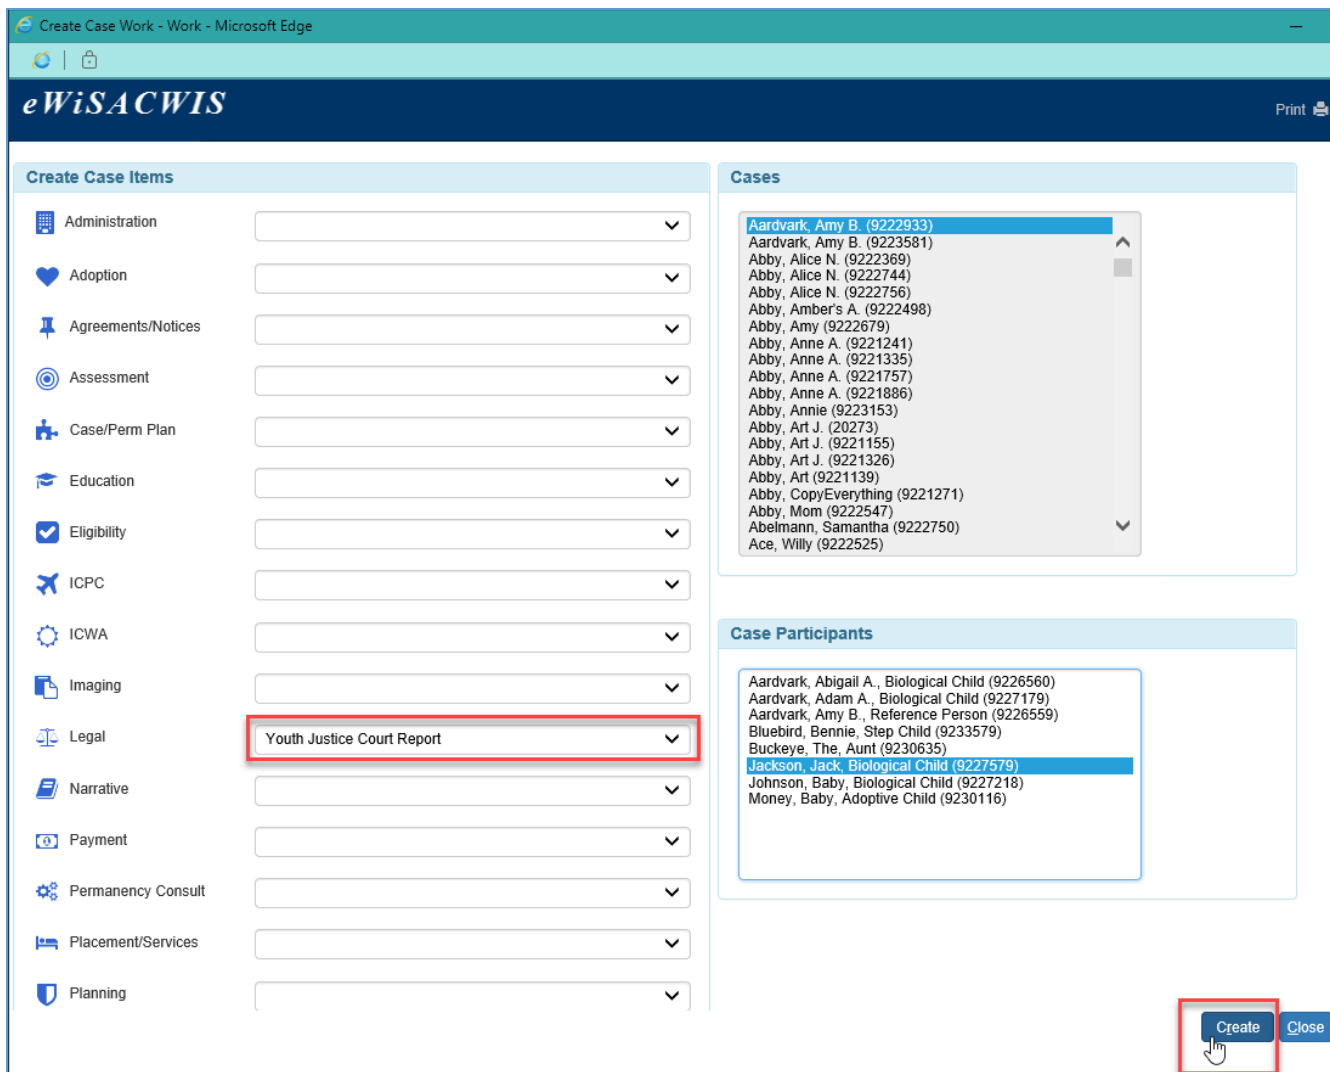 Create Case Work - Work - Microsoft Edge
eWiSACWIS
Print
Create Case Items
Administration
Adoption
Agreements/Notices
Assessment
Case/Perm Plan
Education
Eligibility
ICPC
ICWA
Imaging
Legal
Youth Justice Court Report
Narrative
Payment
Permanency Consult
Placement/Services
Planning
Cases
Aardvark, Amy B. (9222933)
Aardvark, Amy B. (9223581)
Abby, Alice N. (9222369)
Abby, Alice N. (9222744)
Abby, Alice N. (9222756)
Abby, Amber's A. (9222498)
Abby, Amy (9222679)
Abby, Anne A. (9221241)
Abby, Anne A. (9221335)
Abby, Anne A. (9221757)
Abby, Anne A. (9221886)
Abby, Annie (9223153)
Abby, Art J. (20273)
Abby, Art J. (9221155)
Abby, Art J. (9221326)
Abby, Art (9221139)
Abby, CopyEverything (9221271)
Abby, Mom (9222547)
Abelmann, Samantha (9222750)
Ace, Willy (9222525)
Case Participants
Aardvark, Abigail A., Biological Child (9226560)
Aardvark, Adam A., Biological Child (9227179)
Aardvark, Amy B., Reference Person (9226559)
Bluebird, Bennie, Step Child (9233579)
Buckeye, The, Aunt (9230635)
Jackson, Jack, Biological Child (9227579)
Johnson, Baby, Biological Child (9227218)
Money, Baby, Adoptive Child (9230116)
Create
Close